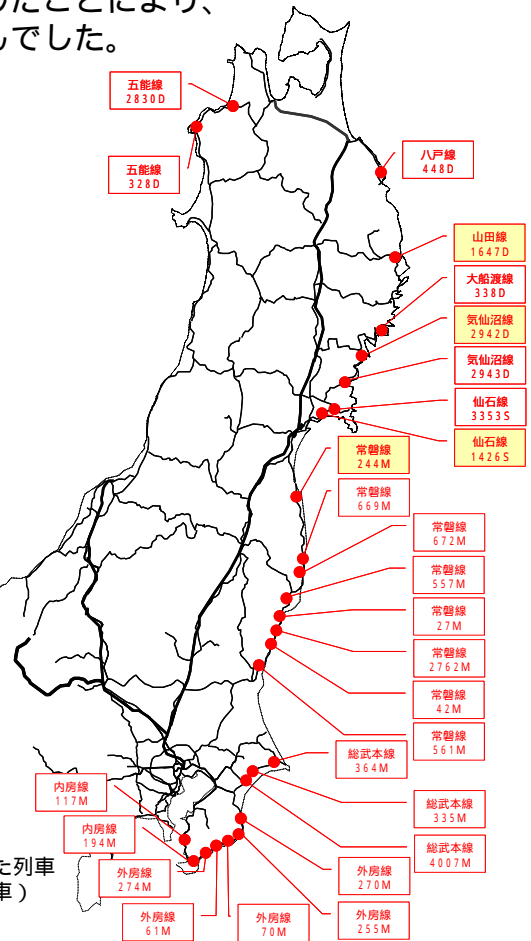 たことにより、
でした。
五能線
2830D
五能線
328D
八戸線
448D
山田線
1647D
大船渡線
338D
気仙沼線
2942D
気仙沼線
2943D
仙石線
3353S
仙石線
1426S
常磐線
244M
常磐線
669M
常磐線
672M
常磐線
557M
常磐線
27M
常磐線
2762M
常磐線
42M
常磐線
561M
総武本線
364M
総武本線
335M
総武本線
4007M
内房線
117M
内房線
194M
外房線
274M
外房線
61M
外房線
70M
外房線
270M
外房線
255M
た列車
車）